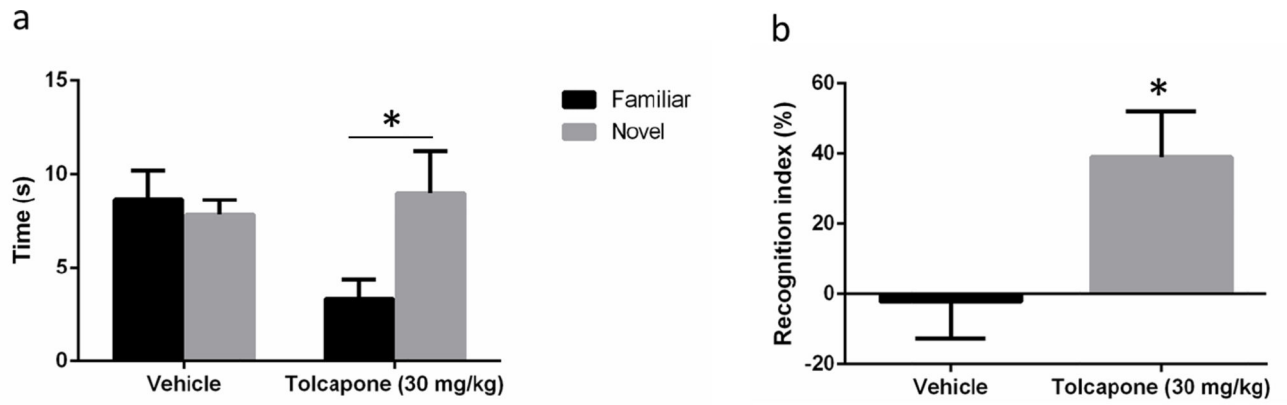 a
15
10
5
0
Time (s)
Vehicle
Tolcapone (30 mg/kg)
*
Familiar
Novel
b
60
40
20
0
-20
Recognition index (%)
*
Vehicle
Tolcapone (30 mg/kg)